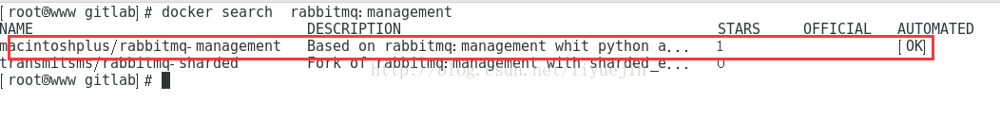 [root@www gitlab]# docker search  rabbitmq:management
NAME DESCRIPTION STARS OFFICIAL AUTOMATED
macintoshplus/rabbitmq-management Based on rabbitmq:management whit python a... 1 [OK]
transmitsms/rabbitmq-sharded Fork of rabbitmq:management with sharded_e... 0
http://blog.csdn.net/liyuejin
[root@www gitlab]#